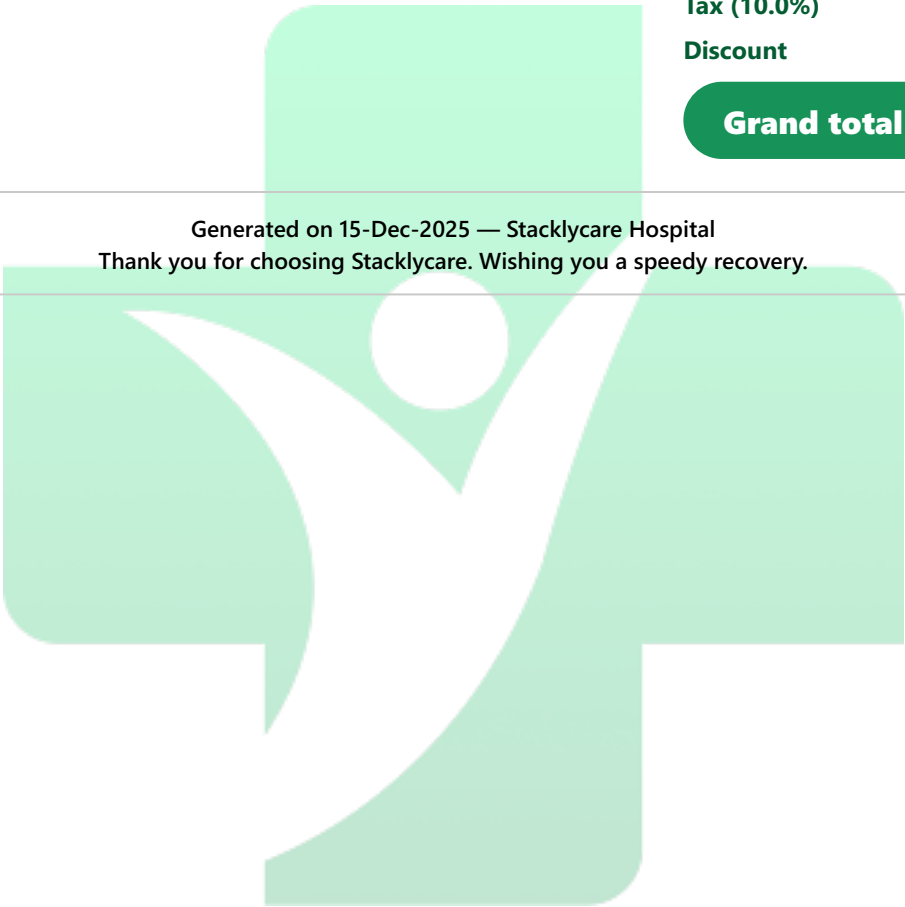 Tax (10.0%)
Discount
Grand total
Generated on 15-Dec-2025 — Stacklycare Hospital
Thank you for choosing Stacklycare. Wishing you a speedy recovery.